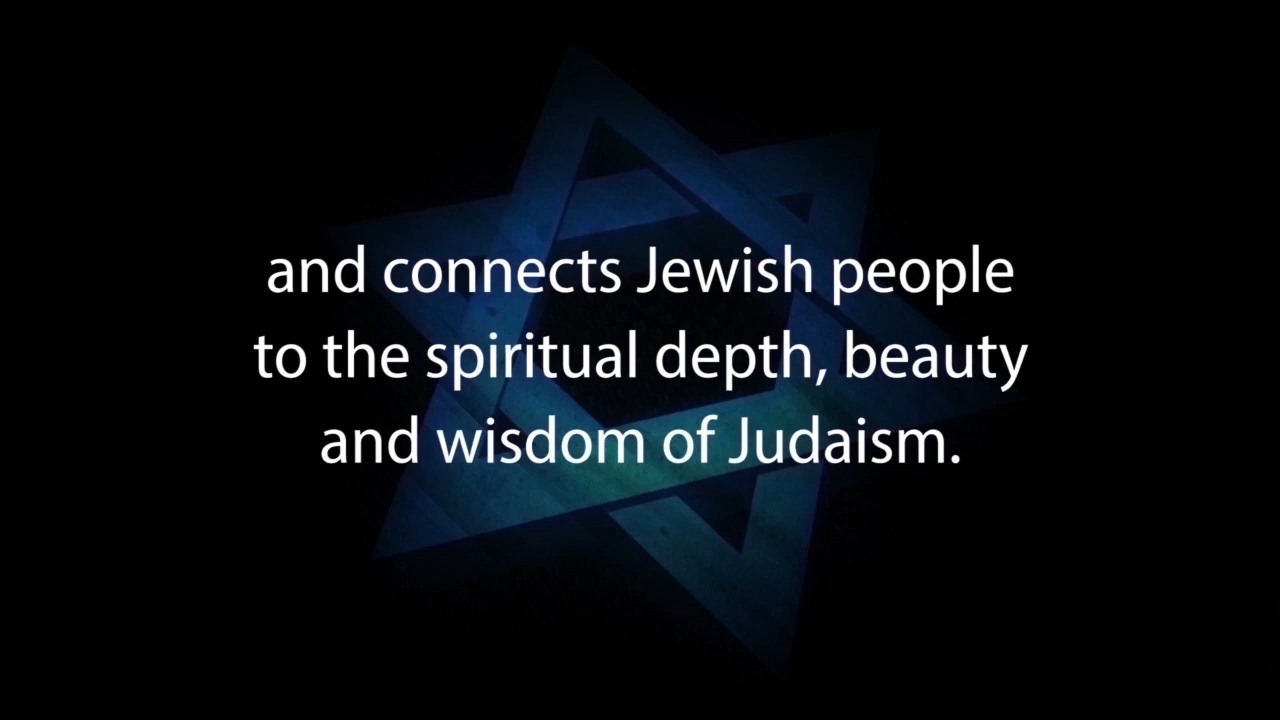 and connects Jewish people
to the spiritual depth, beauty
and wisdom of Judaism.